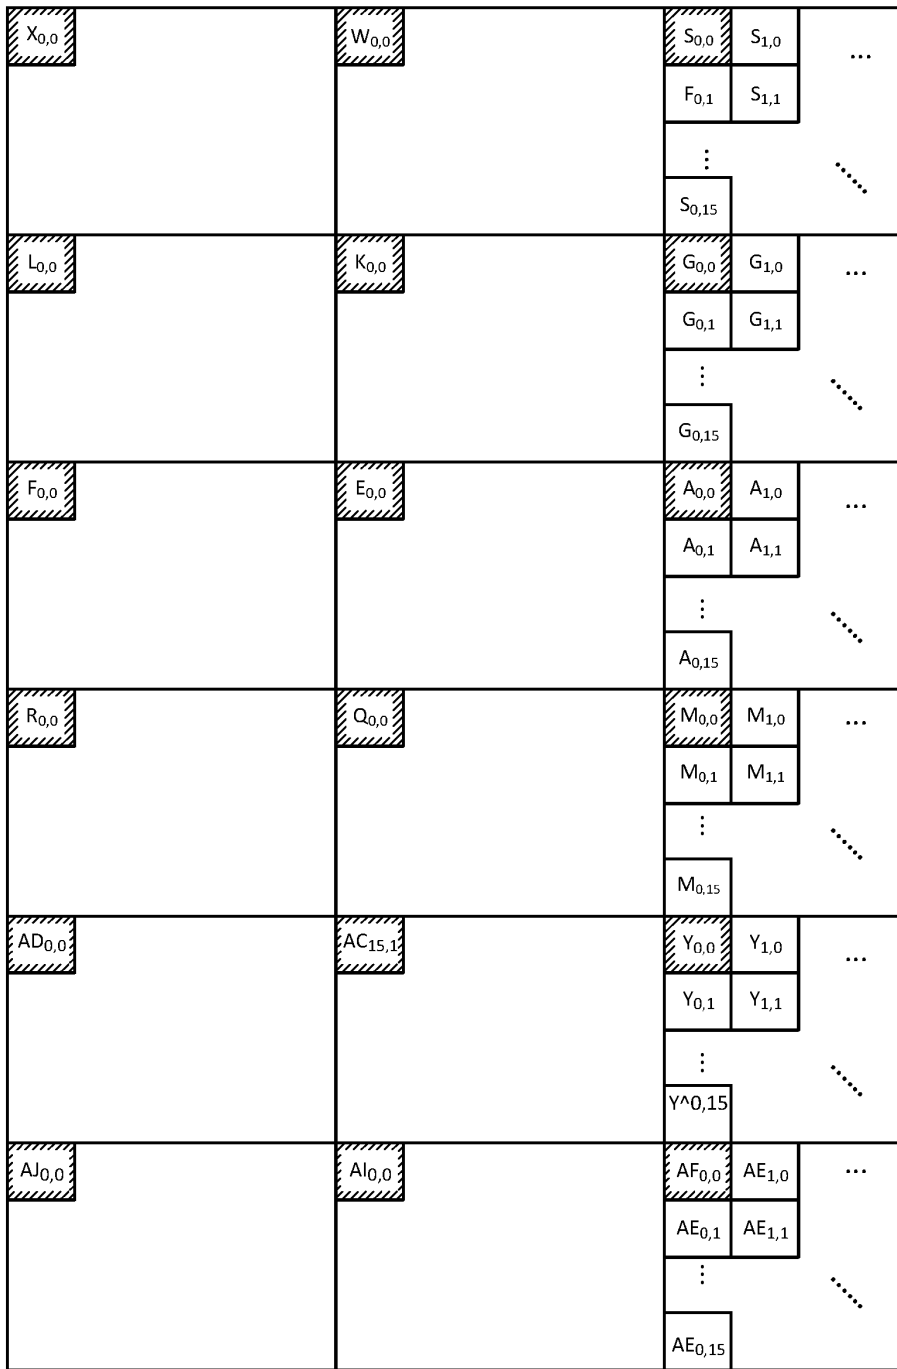 X0,0 W0,0 S0,0 S1,0 ...
F0,1 S1,1
⋮
S0,15
L0,0 K0,0 G0,0 G1,0 ...
G0,1 G1,1
⋮
G0,15
F0,0 E0,0 A0,0 A1,0 ...
A0,1 A1,1
⋮
A0,15
R0,0 Q0,0 M0,0 M1,0 ...
M0,1 M1,1
⋮
M0,15
AD0,0 AC15,1 Y0,0 Y1,0 ...
Y0,1 Y1,1
⋮
Y^0,15
AJ0,0 AI0,0 AF0,0 AE1,0 ...
AE0,1 AE1,1
⋮
AE0,15